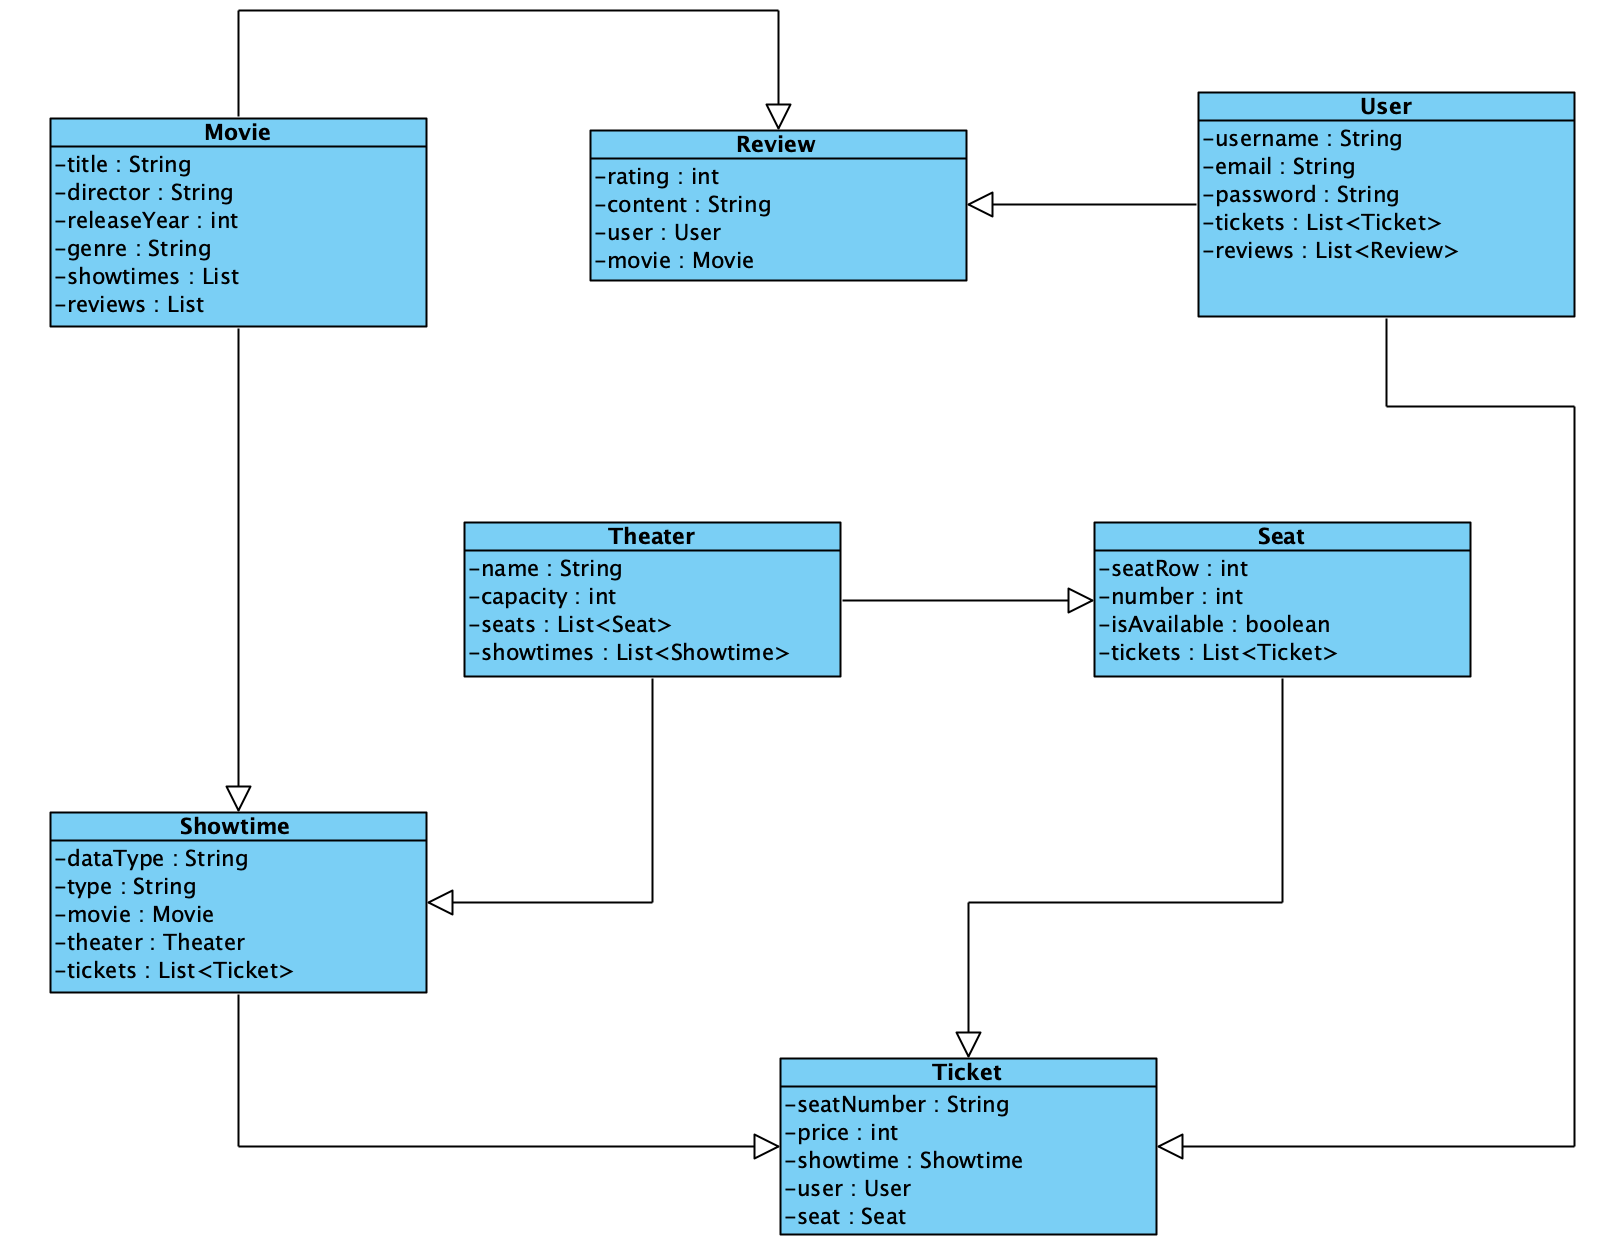 Movie
-title : String
-director : String
-releaseYear : int
-genre : String
-showtimes : List
-reviews : List
Review
-rating : int
-content : String
-user : User
-movie : Movie
User
-username : String
-email : String
-password : String
-tickets : List<Ticket>
-reviews : List<Review>
Theater
-name : String
-capacity : int
-seats : List<Seat>
-showtimes : List<Showtime>
Seat
-seatRow : int
-number : int
-isAvailable : boolean
-tickets : List<Ticket>
Showtime
-dataType : String
-type : String
-movie : Movie
-theater : Theater
-tickets : List<Ticket>
Ticket
-seatNumber : String
-price : int
-showtime : Showtime
-user : User
-seat : Seat